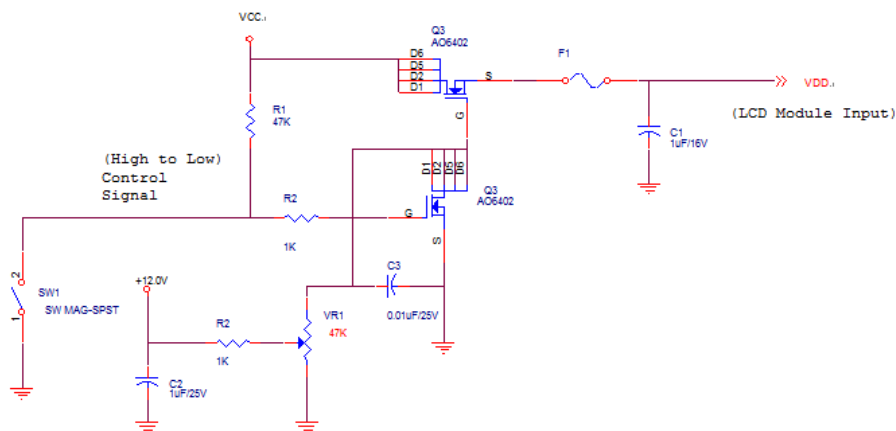 VCC
Q3
AO6402
D6
D5
D2
D1
S
G
F1
VDD
(LCD Module Input)
R1
47K
C1
1uF/16V
(High to Low)
Control
Signal
D1
D2
D5
D6
Q3
AO6402
R2
1K
G
S
2
1
SW1
SW MAG-SPST
+12.0V
C3
0.01uF/25V
R2
1K
VR1
47K
C2
1uF/25V